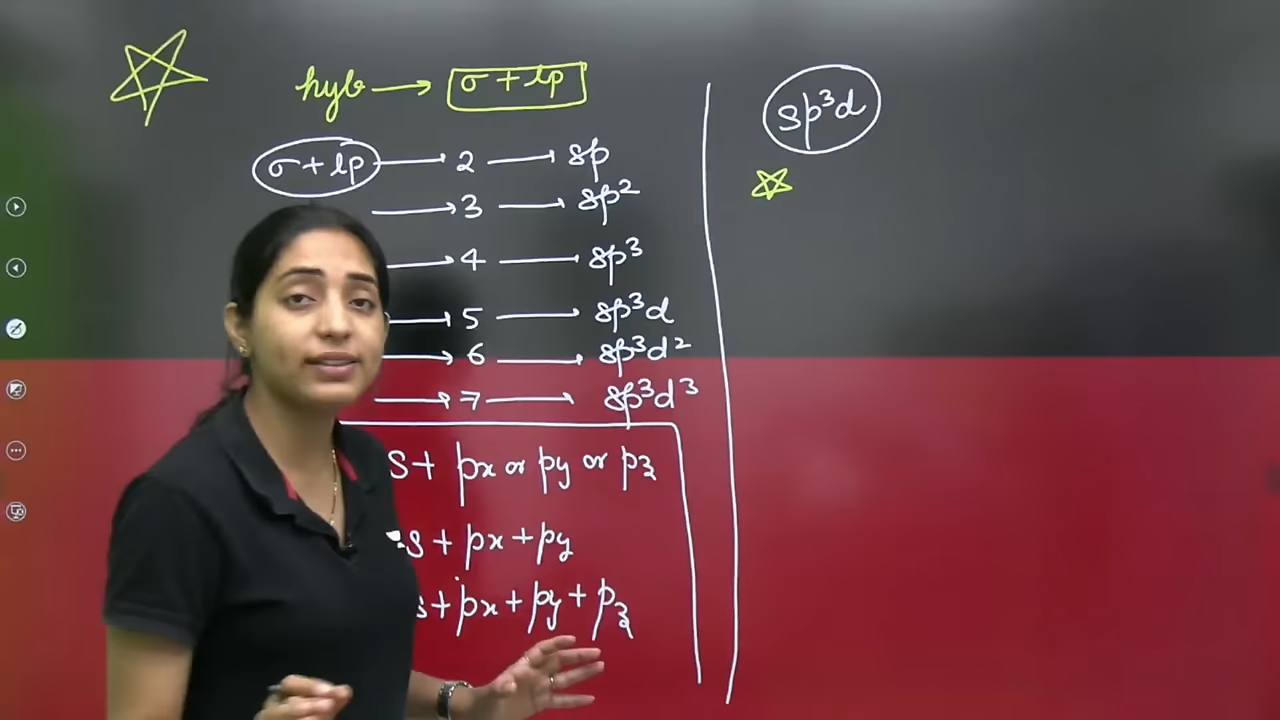 hyb → σ + lp
σ + lp → 2 → sp
→ 3 → sp²
→ 4 → sp³
→ 5 → sp³d
→ 6 → sp³d²
→ 7 → sp³d³
s + px or py or pz
s + px + py
s + px + py + pz
sp³d